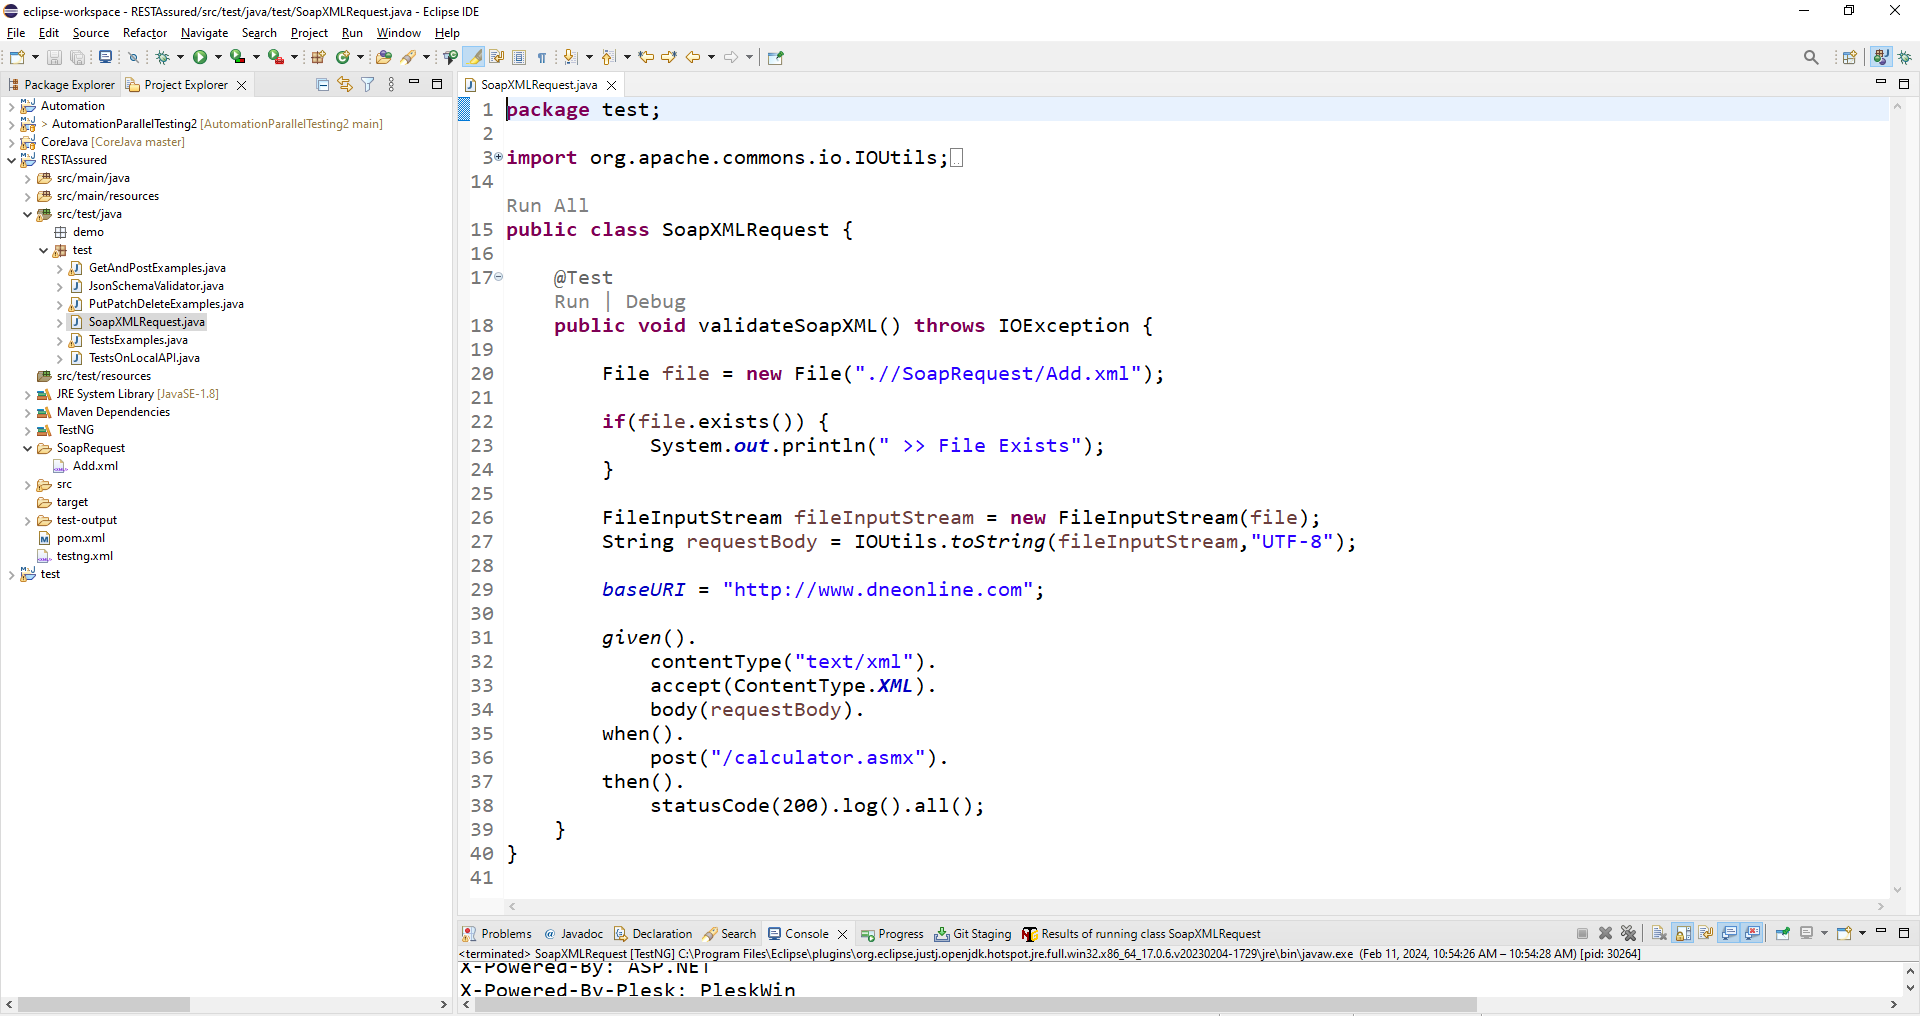 eclipse-workspace - RESTAssured/src/test/java/test/SoapXMLRequest.java - Eclipse IDE
File Edit Source Refactor Navigate Search Project Run Window Help
Package Explorer Project Explorer
Automation
> AutomationParallelTesting2 [AutomationParallelTesting2 main]
CoreJava [CoreJava master]
RESTAssured
src/main/java
src/main/resources
src/test/java
demo
test
GetAndPostExamples.java
JsonSchemaValidator.java
PutPatchDeleteExamples.java
SoapXMLRequest.java
TestsExamples.java
TestsOnLocalAPI.java
src/test/resources
JRE System Library [JavaSE-1.8]
Maven Dependencies
TestNG
SoapRequest
Add.xml
src
target
test-output
pom.xml
testng.xml
test
SoapXMLRequest.java
1 package test;
2
3 import org.apache.commons.io.IOUtils;
14
Run All
15 public class SoapXMLRequest {
16
17 @Test
Run | Debug
18 public void validateSoapXML() throws IOException {
19
20 File file = new File(".//SoapRequest/Add.xml");
21
22 if(file.exists()) {
23 System.out.println(" >> File Exists");
24 }
25
26 FileInputStream fileInputStream = new FileInputStream(file);
27 String requestBody = IOUtils.toString(fileInputStream,"UTF-8");
28
29 baseURI = "http://www.dneonline.com";
30
31 given().
32 contentType("text/xml").
33 accept(ContentType.XML).
34 body(requestBody).
35 when().
36 post("/calculator.asmx").
37 then().
38 statusCode(200).log().all();
39 }
40 }
41
Problems @ Javadoc Declaration Search Console Progress Git Staging Results of running class SoapXMLRequest
<terminated> SoapXMLRequest [TestNG] C:\Program Files\Eclipse\plugins\org.eclipse.justj.openjdk.hotspot.jre.full.win32.x86_64_17.0.6.v20230204-1729\jre\bin\javaw.exe (Feb 11, 2024, 10:54:26 AM – 10:54:28 AM) [pid: 30264]
X-Powered-By: ASP.NET
X-Powered-By-Plesk: PleskWin